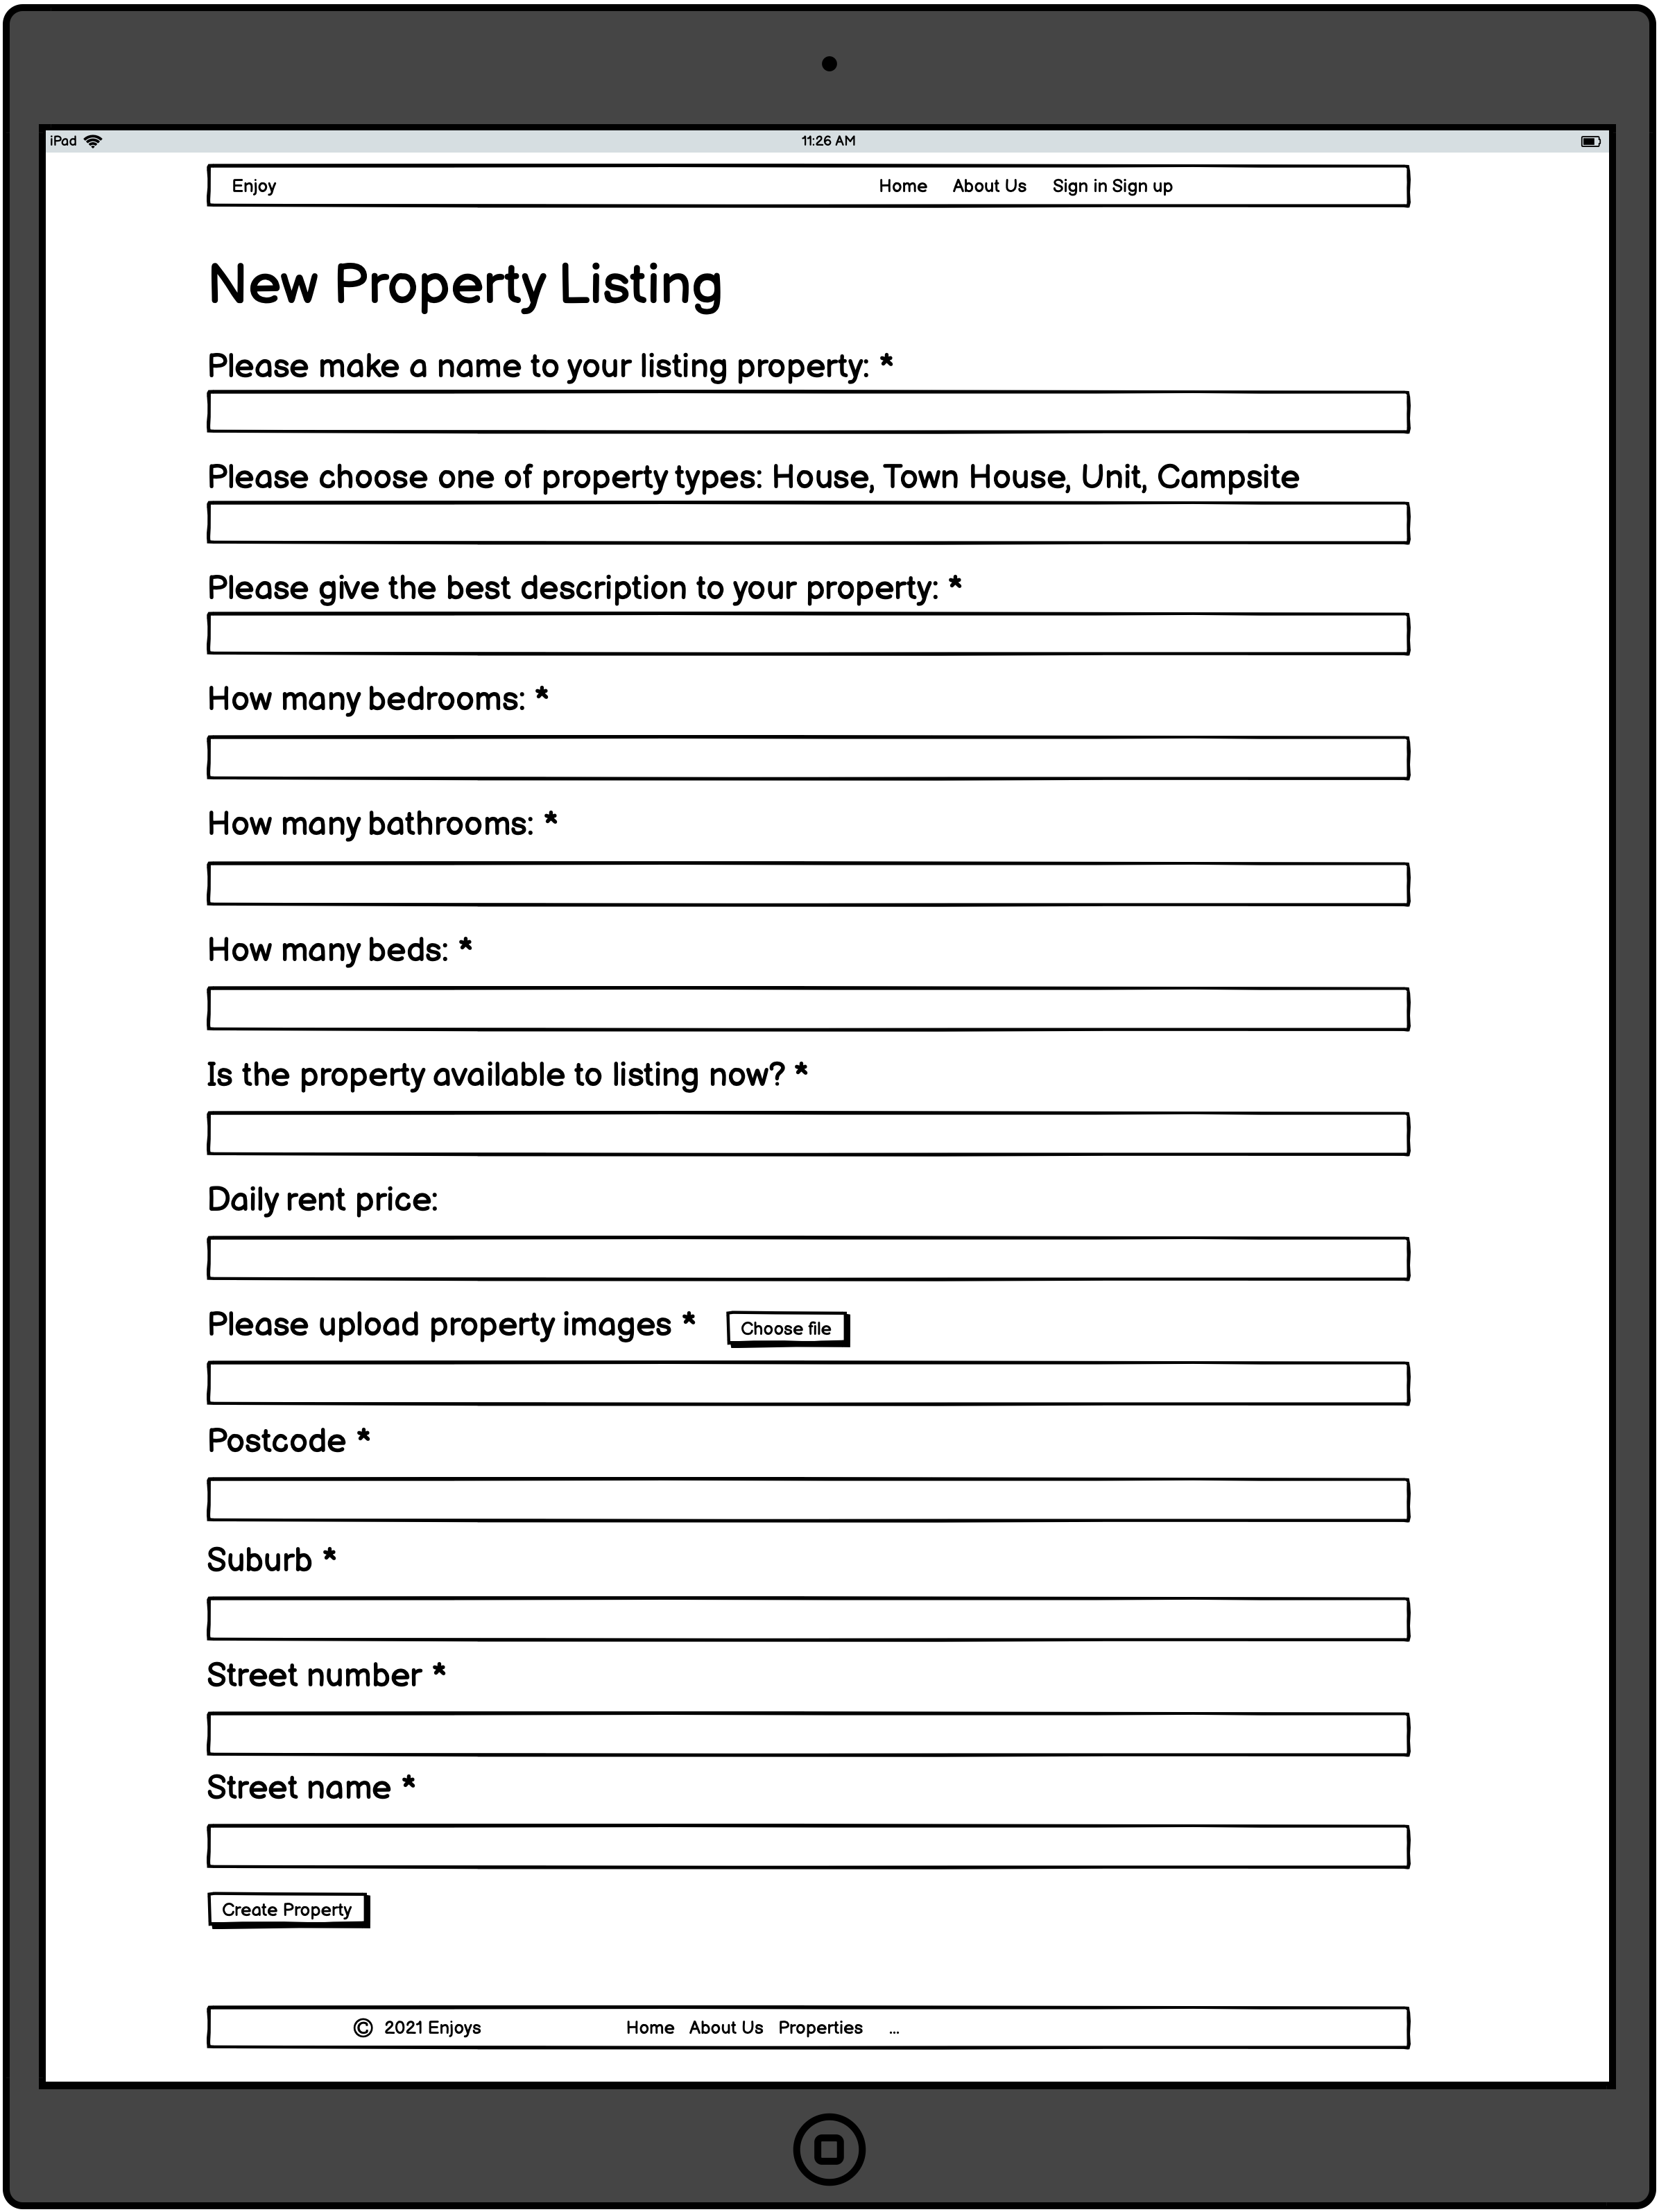 iPad 11:26 AM
Enjoy Home About Us Sign in Sign up
New Property Listing
Please make a name to your listing property: *
Please choose one of property types: House, Town House, Unit, Campsite
Please give the best description to your property: *
How many bedrooms: *
How many bathrooms: *
How many beds: *
Is the property available to listing now? *
Daily rent price:
Please upload property images * Choose file
Postcode *
Suburb *
Street number *
Street name *
Create Property
© 2021 Enjoys Home About Us Properties ...